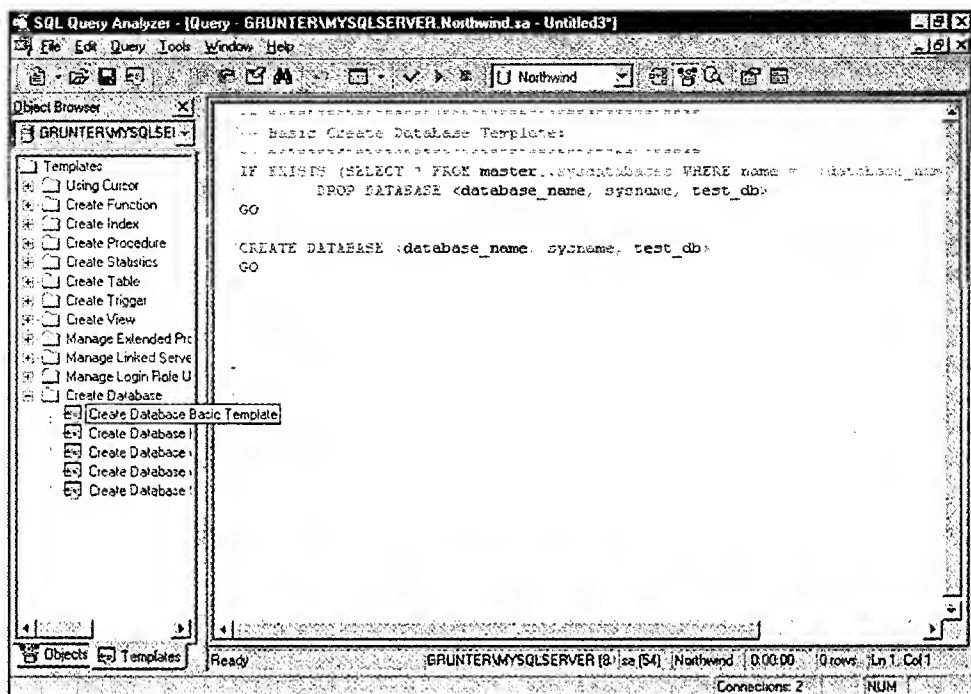 SQL Query Analyzer - [Query - GRUNTER\MYSQLSERVER.Northwind.sa - Untitled3*]
File Edit Query Tools Window Help
Northwind
Object Browser
GRUNTER\MYSQLSEI
Templates
Using Cursor
Create Function
Create Index
Create Procedure
Create Statistics
Create Table
Create Trigger
Create View
Manage Extended Prc
Manage Linked Serve
Manage Login Role U
Create Database
Create Database Basic Template
Create Database
Create Database
Create Database
Create Database
Objects Templates
-- Basic Create Database Template:
IF EXISTS (SELECT * FROM master..sysdatabases WHERE name =
DROP DATABASE <database_name, sysname, test_db>
GO
CREATE DATABASE <database_name, sysname, test_db>
GO
Ready GRUNTER\MYSQLSERVER (8. sa (54) Northwind 0:00:00 0 rows Ln 1, Col 1
Connections: 2 NUM